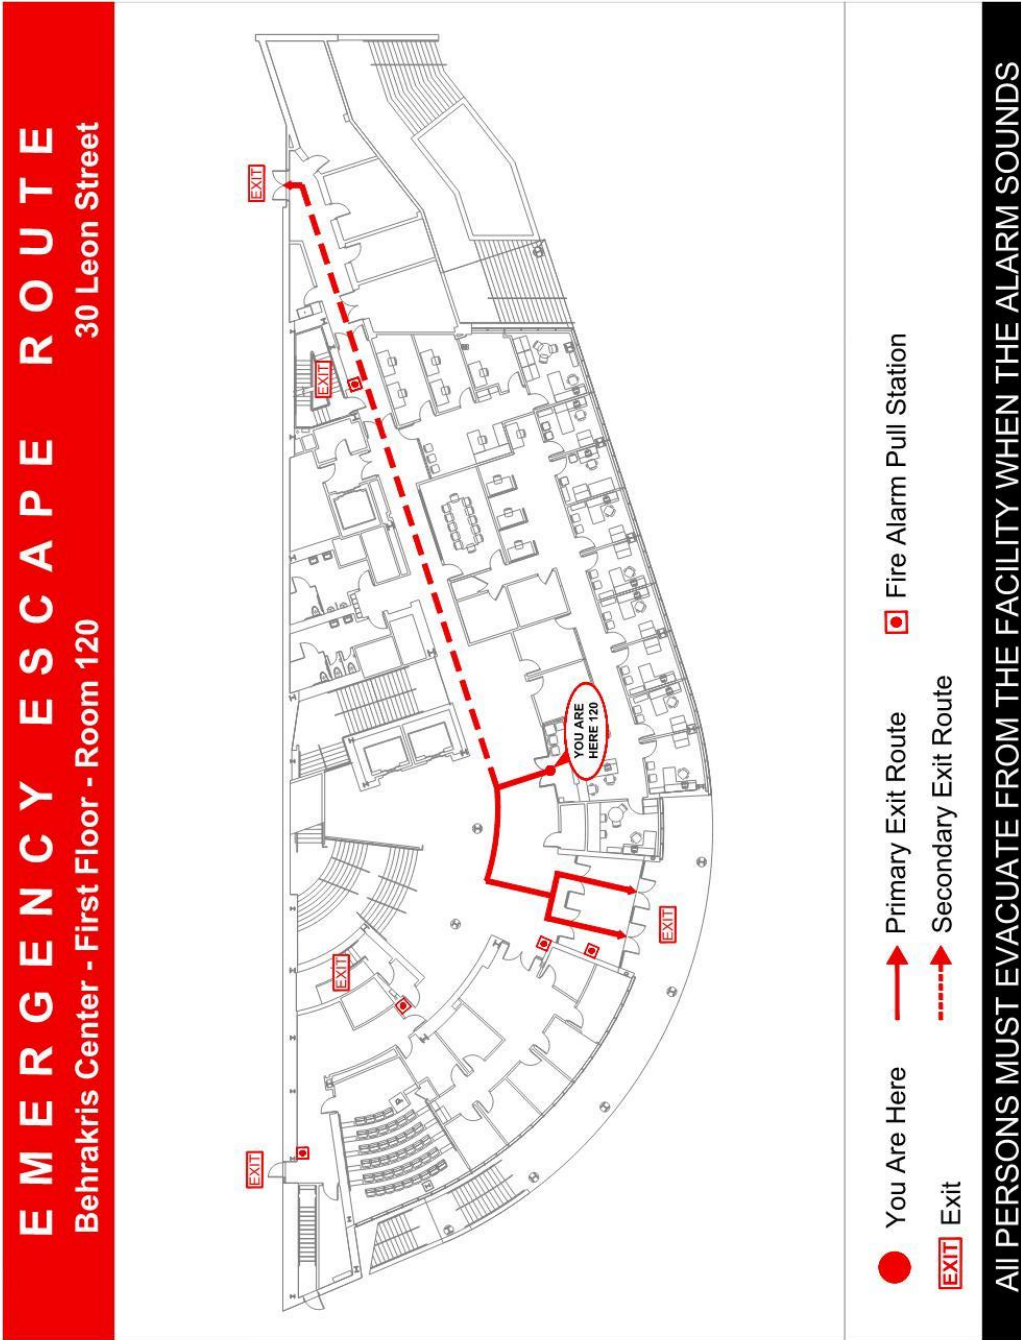 EMERGENCY ESCAPE ROUTE
Behrakris Center - First Floor - Room 120
30 Leon Street
EXIT
EXIT
EXIT
EXIT
EXIT
YOU ARE
HERE 120
You Are Here
Primary Exit Route
Fire Alarm Pull Station
EXIT
Exit
Secondary Exit Route
All PERSONS MUST EVACUATE FROM THE FACILITY WHEN THE ALARM SOUNDS